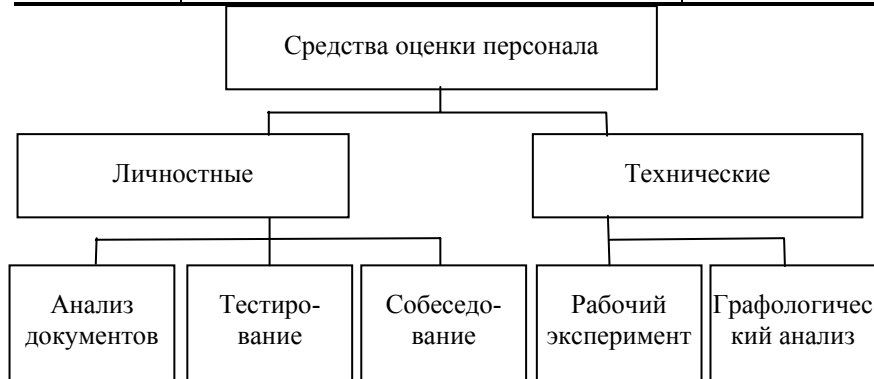 Средства оценки персонала
Личностные
Технические
Анализ
документов
Тестиро-
вание
Собеседо-
вание
Рабочий
эксперимент
Графологичес
кий анализ